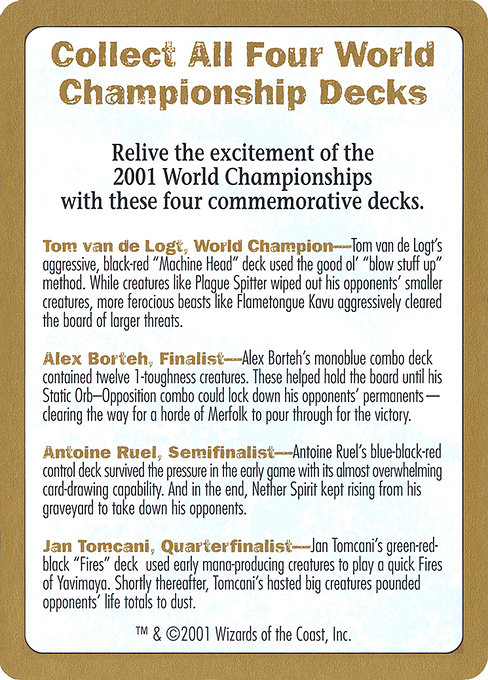 Collect All Four World
Championship Decks
Relive the excitement of the
2001 World Championships
with these four commemorative decks.
Tom van de Logt, World Champion—Tom van de Logt's
aggressive, black-red “Machine Head” deck used the good ol’ “blow stuff up”
method. While creatures like Plague Spitter wiped out his opponents’ smaller
creatures, more ferocious beasts like Flametongue Kavu aggressively cleared
the board of larger threats.
Alex Borteh, Finalist—Alex Borteh’s monoblue combo deck
contained twelve 1-toughness creatures. These helped hold the board until his
Static Orb–Opposition combo could lock down his opponents’ permanents—
clearing the way for a horde of Merfolk to pour through for the victory.
Antoine Ruel, Semifinalist—Antoine Ruel’s blue-black-red
control deck survived the pressure in the early game with its almost overwhelming
card-drawing capability. And in the end, Nether Spirit kept rising from his
graveyard to take down his opponents.
Jan Tomcani, Quarterfinalist—Jan Tomcani’s green-red-
black “Fires” deck used early mana-producing creatures to play a quick Fires
of Yavimaya. Shortly thereafter, Tomcani’s hasted big creatures pounded
opponents’ life totals to dust.
™ & ©2001 Wizards of the Coast, Inc.